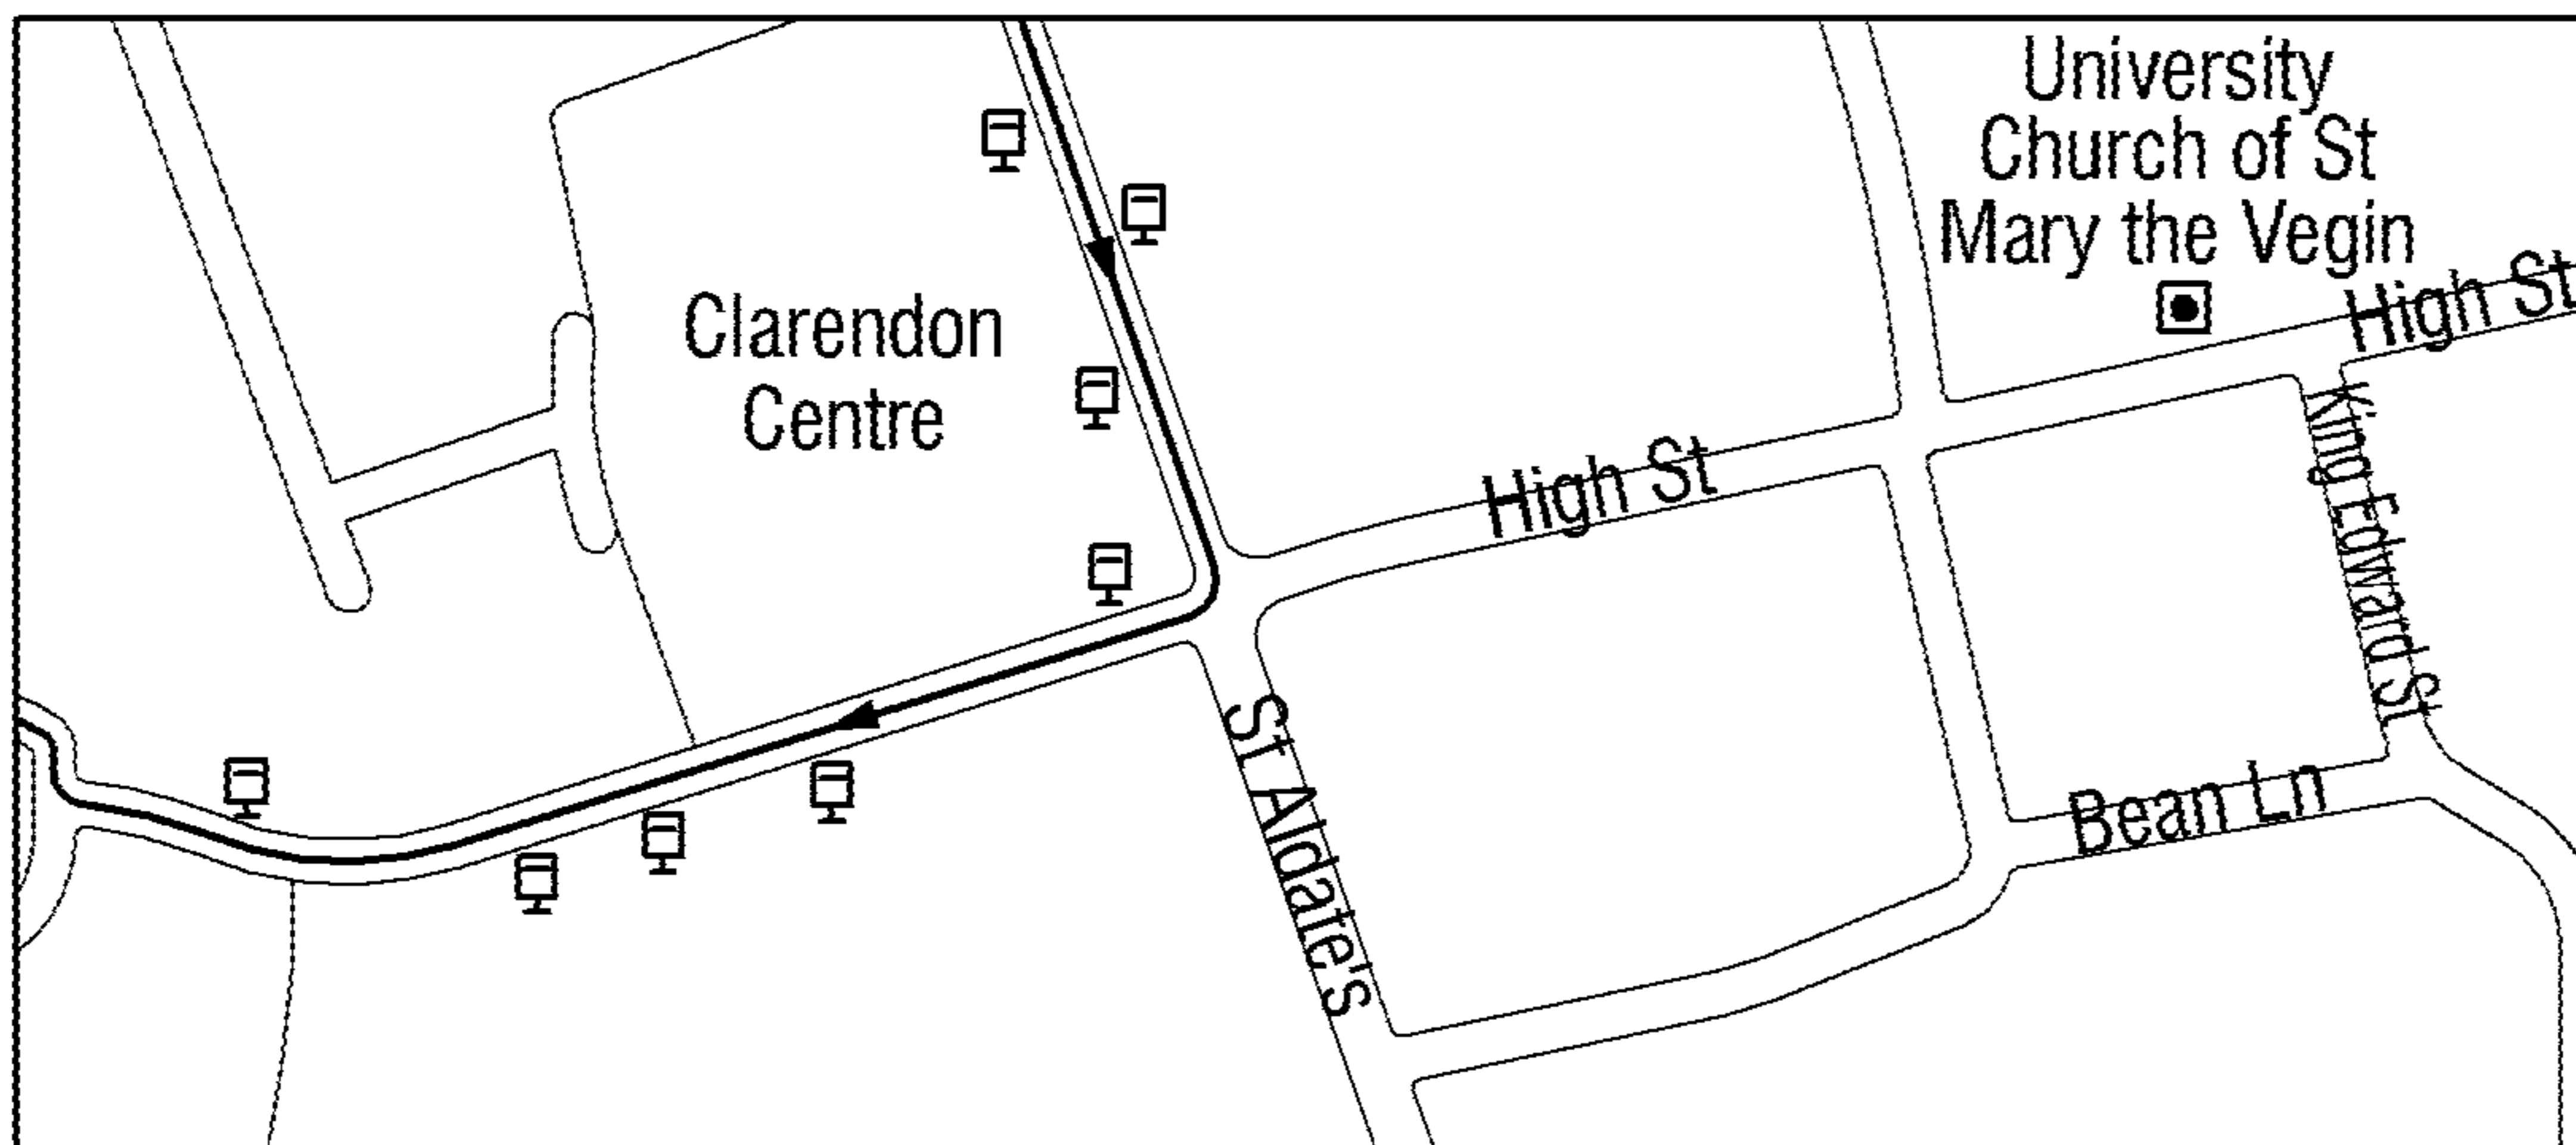 University
Church of St
Mary the Vegin
High St
Clarendon
Centre
King Edward St
High St
St Aldate's
Bean Ln